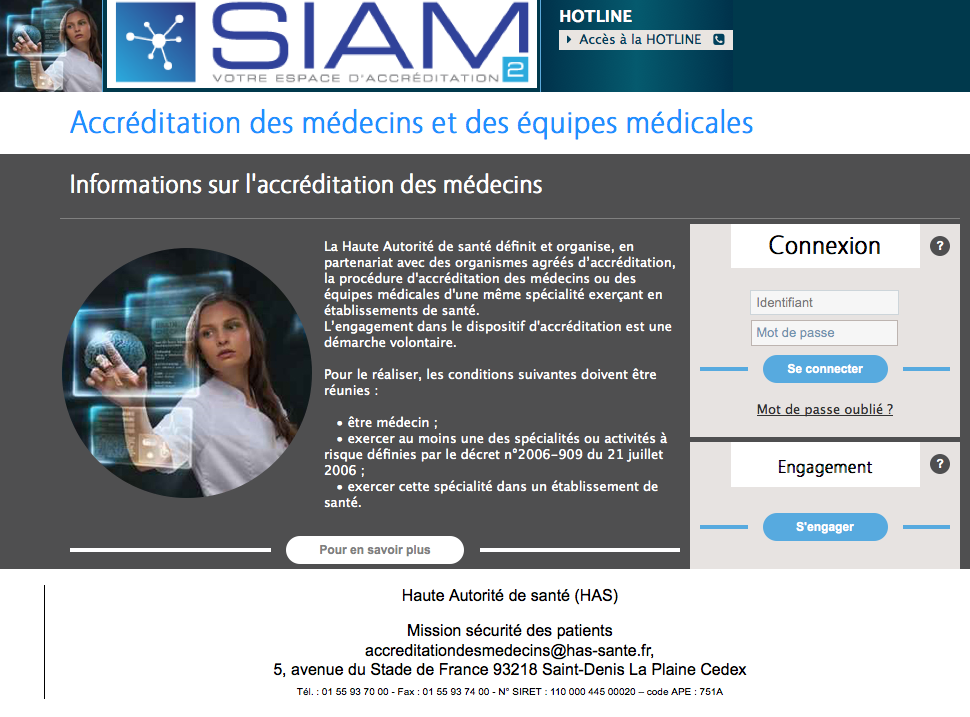 SIAM
2
VOTRE ESPACE D'ACCRÉDITATION
HOTLINE
Accès à la HOTLINE
Accréditation des médecins et des équipes médicales
Informations sur l'accréditation des médecins
La Haute Autorité de santé définit et organise, en
partenariat avec des organismes agréés d'accréditation,
la procédure d'accréditation des médecins ou des
équipes médicales d'une même spécialité exerçant en
établissements de santé.
L'engagement dans le dispositif d'accréditation est une
démarche volontaire.
Pour le réaliser, les conditions suivantes doivent être
réunies :
• être médecin ;
• exercer au moins une des spécialités ou activités à
risque définies par le décret n°2006-909 du 21 juillet
2006 ;
• exercer cette spécialité dans un établissement de
santé.
Pour en savoir plus
Connexion
?
Identifiant
Mot de passe
Se connecter
Mot de passe oublié ?
Engagement
?
S'engager
Haute Autorité de santé (HAS)
Mission sécurité des patients
accreditationdesmedecins@has-sante.fr,
5, avenue du Stade de France 93218 Saint-Denis La Plaine Cedex
Tél. : 01 55 93 70 00 - Fax : 01 55 93 74 00 - N° SIRET : 110 000 445 00020 – code APE : 751A